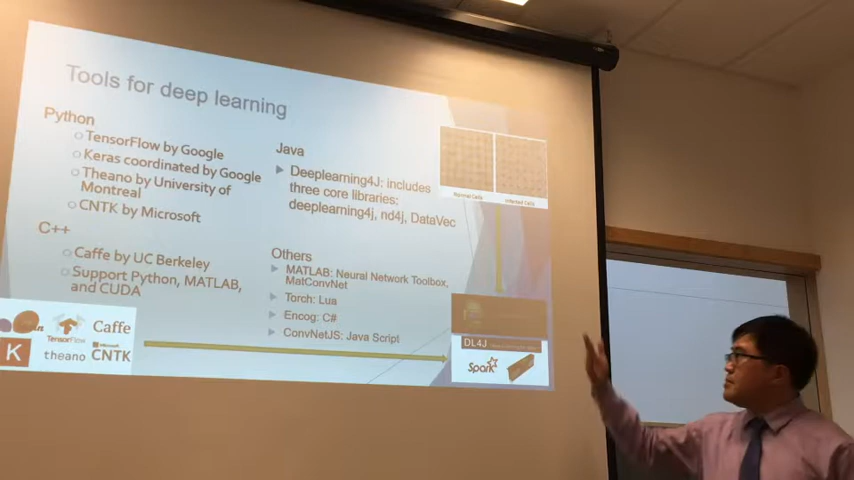 Tools for deep learning
Python
TensorFlow by Google
Keras coordinated by Google
Theano by University of
Montreal
CNTK by Microsoft
C++
Caffe by UC Berkeley
Support Python, MATLAB,
and CUDA
Java
Deeplearning4J: includes
three core libraries;
deeplearning4j, nd4j, DataVec
Others
MATLAB: Neural Network Toolbox,
MatConvNet
Torch: Lua
Encog: C#
ConvNetJS: Java Script
Normal Cells
Infected Cells
TensorFlow
Caffe
K
theano
Microsoft
CNTK
DL4J
Spark